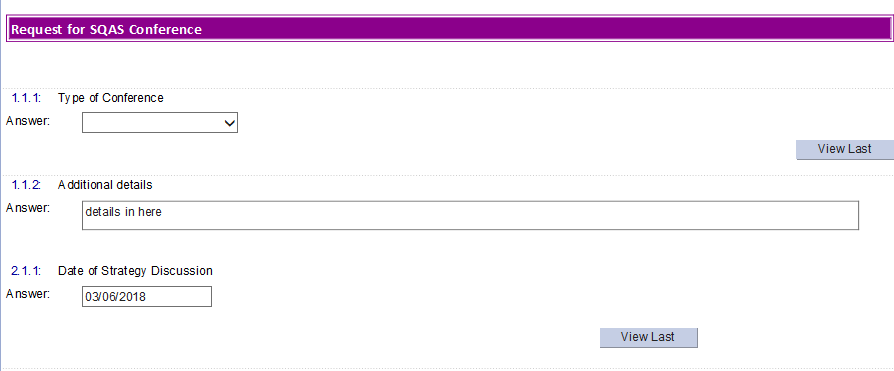 Request for SQAS Conference
1.1.1: Type of Conference
Answer:
View Last
1.1.2: Additional details
Answer: details in here
2.1.1: Date of Strategy Discussion
Answer: 03/06/2018
View Last